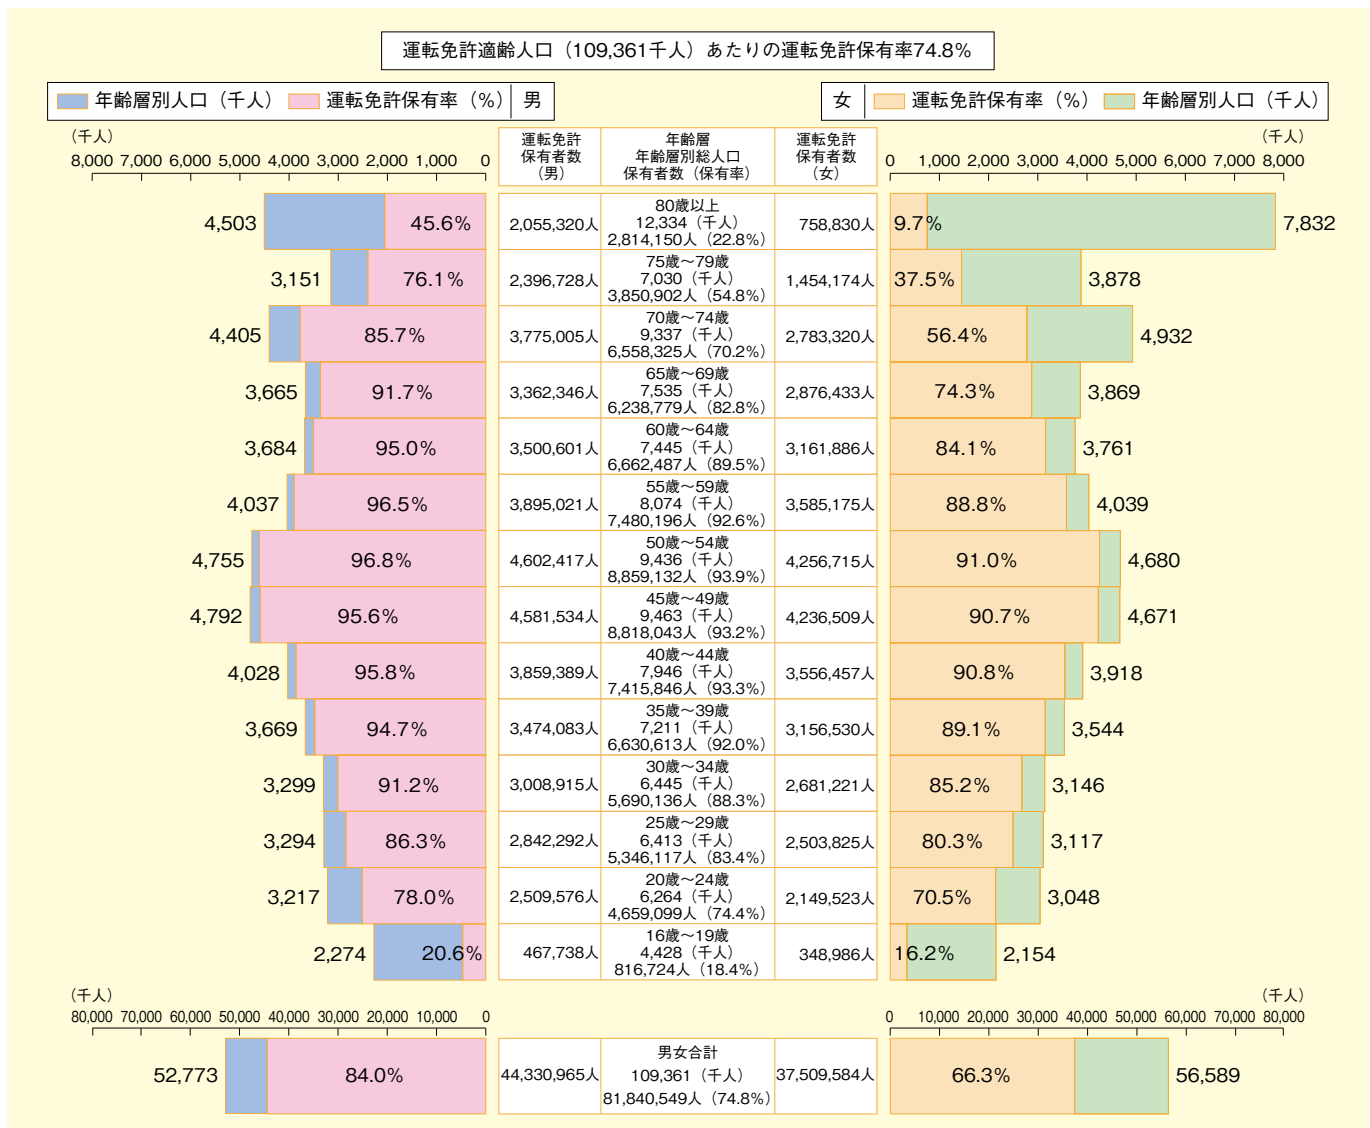 運転免許適齢人口（109,361千人）あたりの運転免許保有率74.8%
年齢層別人口（千人） 運転免許保有率（%） 男
女 運転免許保有率（%） 年齢層別人口（千人）
（千人）
8,000 7,000 6,000 5,000 4,000 3,000 2,000 1,000 0
運転免許
保有者数
（男）
年齢層
年齢層別総人口
保有者数（保有率）
運転免許
保有者数
（女）
（千人）
0 1,000 2,000 3,000 4,000 5,000 6,000 7,000 8,000
80歳以上
4,503 45.6% 2,055,320人 12,334（千人） 758,830人 9.7% 7,832
2,814,150人（22.8%）
75歳～79歳
3,151 76.1% 2,396,728人 7,030（千人） 1,454,174人 37.5% 3,878
3,850,902人（54.8%）
70歳～74歳
4,405 85.7% 3,775,005人 9,337（千人） 2,783,320人 56.4% 4,932
6,558,325人（70.2%）
65歳～69歳
3,665 91.7% 3,362,346人 7,535（千人） 2,876,433人 74.3% 3,869
6,238,779人（82.8%）
60歳～64歳
3,684 95.0% 3,500,601人 7,445（千人） 3,161,886人 84.1% 3,761
6,662,487人（89.5%）
55歳～59歳
4,037 96.5% 3,895,021人 8,074（千人） 3,585,175人 88.8% 4,039
7,480,196人（92.6%）
50歳～54歳
4,755 96.8% 4,602,417人 9,436（千人） 4,256,715人 91.0% 4,680
8,859,132人（93.9%）
45歳～49歳
4,792 95.6% 4,581,534人 9,463（千人） 4,236,509人 90.7% 4,671
8,818,043人（93.2%）
40歳～44歳
4,028 95.8% 3,859,389人 7,946（千人） 3,556,457人 90.8% 3,918
7,415,846人（93.3%）
35歳～39歳
3,669 94.7% 3,474,083人 7,211（千人） 3,156,530人 89.1% 3,544
6,630,613人（92.0%）
30歳～34歳
3,299 91.2% 3,008,915人 6,445（千人） 2,681,221人 85.2% 3,146
5,690,136人（88.3%）
25歳～29歳
3,294 86.3% 2,842,292人 6,413（千人） 2,503,825人 80.3% 3,117
5,346,117人（83.4%）
20歳～24歳
3,217 78.0% 2,509,576人 6,264（千人） 2,149,523人 70.5% 3,048
4,659,099人（74.4%）
16歳～19歳
2,274 20.6% 467,738人 4,428（千人） 348,986人 16.2% 2,154
816,724人（18.4%）
（千人）
80,000 70,000 60,000 50,000 40,000 30,000 20,000 10,000 0
（千人）
0 10,000 20,000 30,000 40,000 50,000 60,000 70,000 80,000
男女合計
52,773 84.0% 44,330,965人 109,361（千人） 37,509,584人 66.3% 56,589
81,840,549人（74.8%）